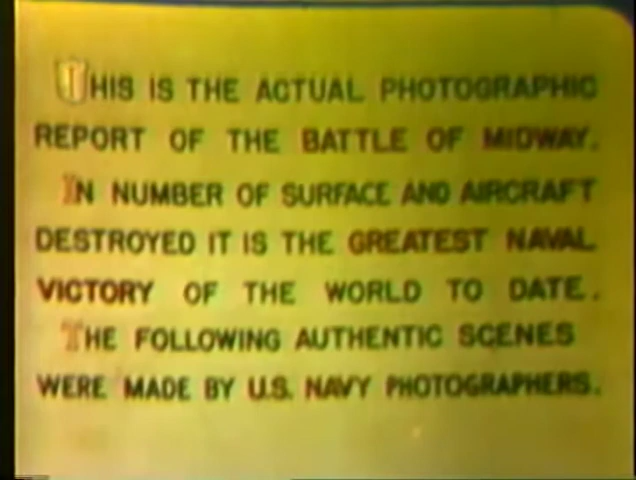 THIS IS THE ACTUAL PHOTOGRAPHIC
REPORT OF THE BATTLE OF MIDWAY.
IN NUMBER OF SURFACE AND AIRCRAFT
DESTROYED IT IS THE GREATEST NAVAL
VICTORY OF THE WORLD TO DATE.
THE FOLLOWING AUTHENTIC SCENES
WERE MADE BY U.S. NAVY PHOTOGRAPHERS.